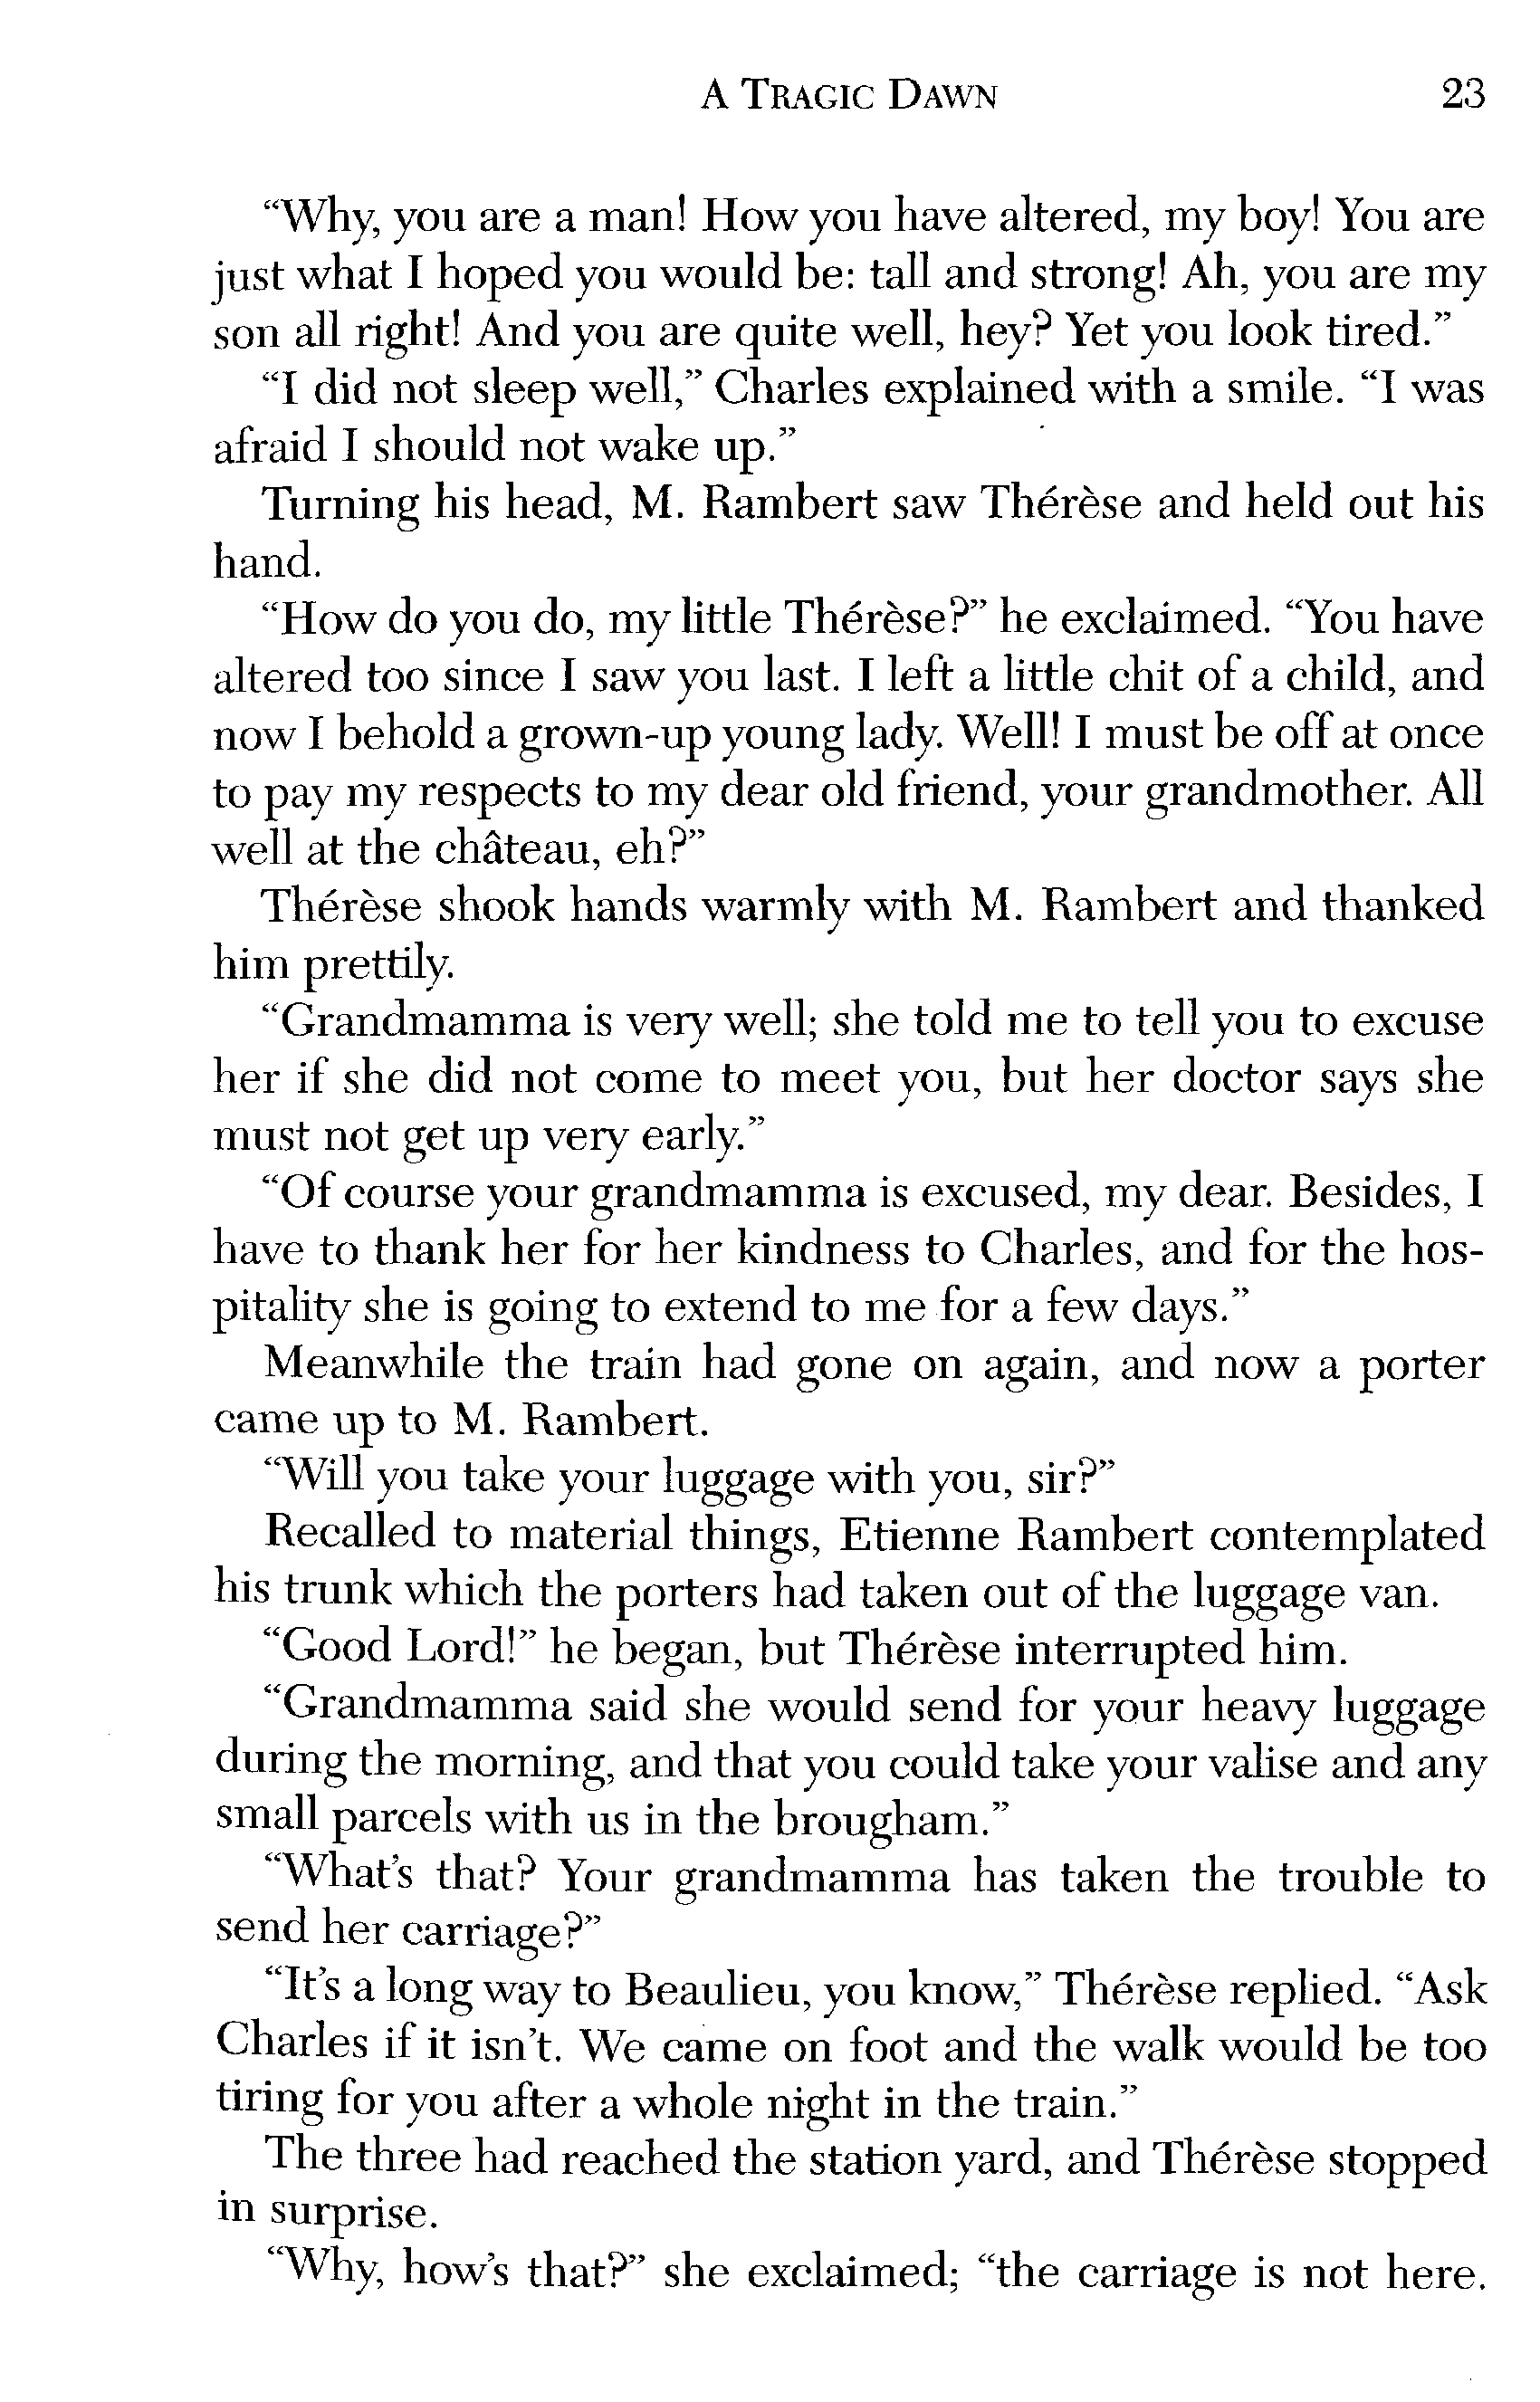 A TRAGIC DAWN 23
“Why, you are a man! How you have altered, my boy! You are
just what I hoped you would be: tall and strong! Ah, you are my
son all right! And you are quite well, hey? Yet you look tired.”
“I did not sleep well,” Charles explained with a smile. “I was
afraid I should not wake up.”
Turning his head, M. Rambert saw Thérèse and held out his
hand.
“How do you do, my little Thérèse?” he exclaimed. “You have
altered too since I saw you last. I left a little chit of a child, and
now I behold a grown-up young lady. Well! I must be off at once
to pay my respects to my dear old friend, your grandmother. All
well at the château, eh?”
Thérèse shook hands warmly with M. Rambert and thanked
him prettily.
“Grandmamma is very well; she told me to tell you to excuse
her if she did not come to meet you, but her doctor says she
must not get up very early.”
“Of course your grandmamma is excused, my dear. Besides, I
have to thank her for her kindness to Charles, and for the hos-
pitality she is going to extend to me for a few days.”
Meanwhile the train had gone on again, and now a porter
came up to M. Rambert.
“Will you take your luggage with you, sir?”
Recalled to material things, Etienne Rambert contemplated
his trunk which the porters had taken out of the luggage van.
“Good Lord!” he began, but Thérèse interrupted him.
“Grandmamma said she would send for your heavy luggage
during the morning, and that you could take your valise and any
small parcels with us in the brougham.”
“What’s that? Your grandmamma has taken the trouble to
send her carriage?”
“It’s a long way to Beaulieu, you know,” Thérèse replied. “Ask
Charles if it isn’t. We came on foot and the walk would be too
tiring for you after a whole night in the train.”
The three had reached the station yard, and Thérèse stopped
in surprise.
“Why, how’s that?” she exclaimed; “the carriage is not here.